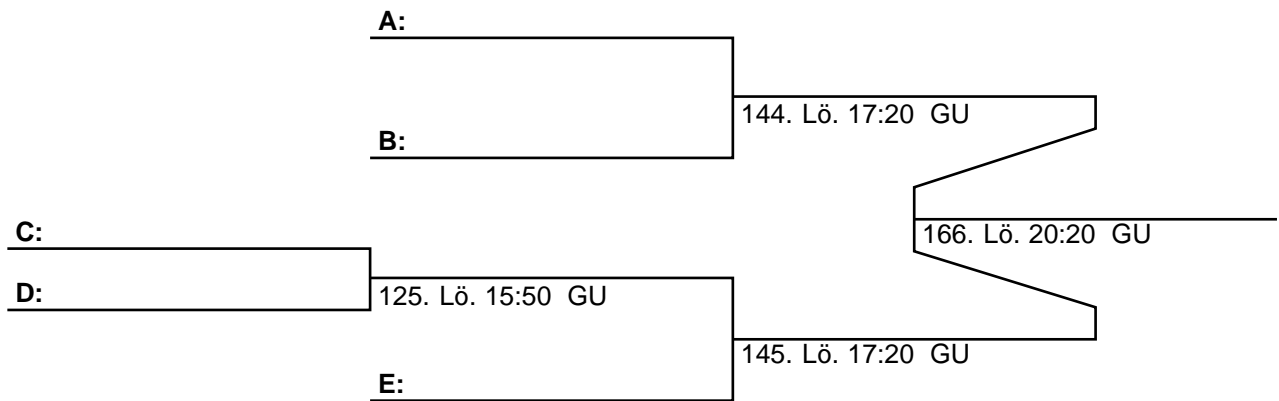 A:
144. Lö. 17:20 GU
B:
C:
166. Lö. 20:20 GU
D:
125. Lö. 15:50 GU
145. Lö. 17:20 GU
E: